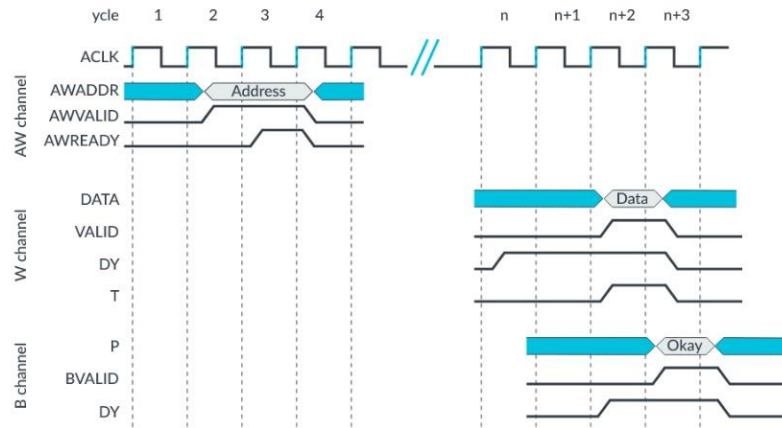 ycle 1 2 3 4 n n+1 n+2 n+3
ACLK
AW channel
AWADDR Address
AWVALID
AWREADY
W channel
DATA Data
VALID
DY
T
B channel
P Okay
BVALID
DY